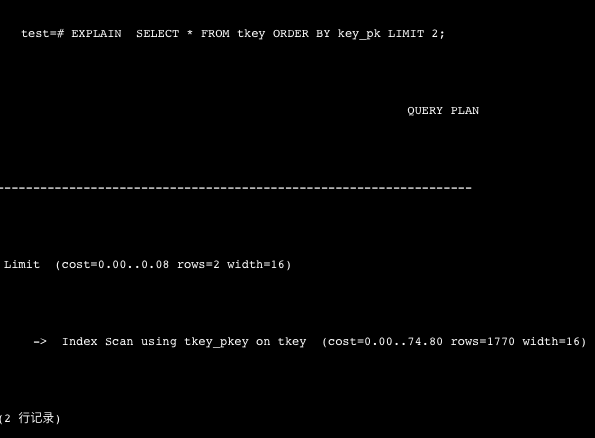 test=# EXPLAIN  SELECT * FROM tkey ORDER BY key_pk LIMIT 2;
QUERY PLAN
-----------------------------------------------------------------
Limit  (cost=0.00..0.08 rows=2 width=16)
->  Index Scan using tkey_pkey on tkey  (cost=0.00..74.80 rows=1770 width=16)
(2 行记录)